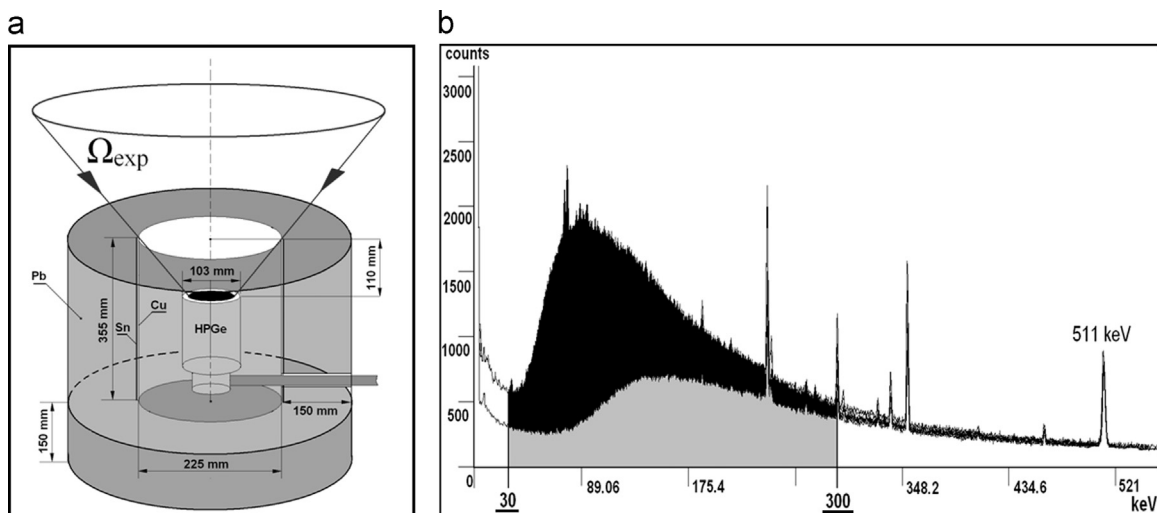 a
Ωexp
Pb
Sn
Cu
HPGe
103 mm
110 mm
355 mm
150 mm
150 mm
225 mm
b
counts
3000
2500
2000
1500
1000
500
0
511 keV
30
89.06
175.4
300
348.2
434.6
521
keV